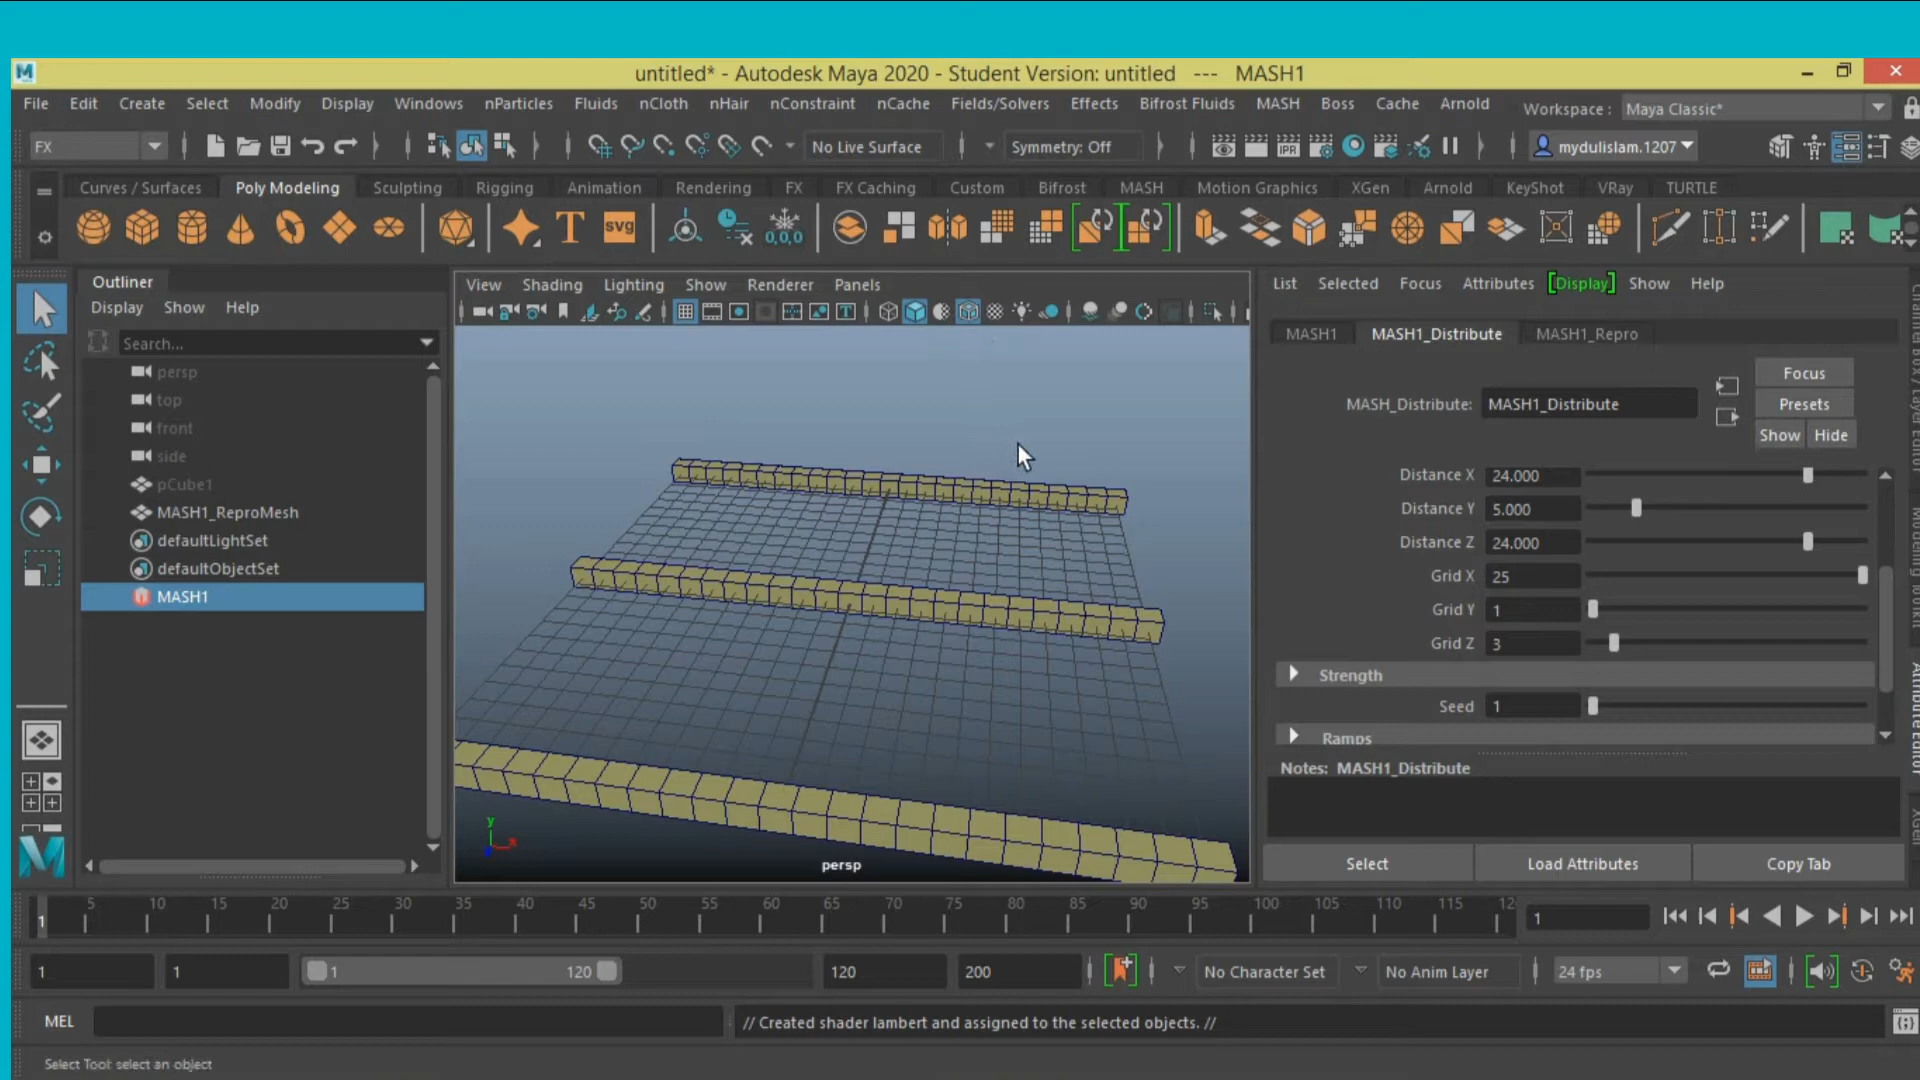 untitled* - Autodesk Maya 2020 - Student Version: untitled --- MASH1
File Edit Create Select Modify Display Windows nParticles Fluids nCloth nHair nConstraint nCache Fields/Solvers Effects Bifrost Fluids MASH Boss Cache Arnold Workspace : Maya Classic*
FX No Live Surface Symmetry: Off IPR mydulislam.1207
Curves / Surfaces Poly Modeling Sculpting Rigging Animation Rendering FX FX Caching Custom Bifrost MASH Motion Graphics XGen Arnold KeyShot VRay TURTLE
T svg 0,0,0
Outliner
Display Show Help
Search...
persp
top
front
side
pCube1
MASH1_ReproMesh
defaultLightSet
defaultObjectSet
MASH1
View Shading Lighting Show Renderer Panels
y
x
persp
List Selected Focus Attributes Display Show Help
MASH1 MASH1_Distribute MASH1_Repro
Focus
MASH_Distribute: MASH1_Distribute Presets
Show Hide
Distance X 24.000
Distance Y 5.000
Distance Z 24.000
Grid X 25
Grid Y 1
Grid Z 3
Strength
Seed 1
Ramps
Notes: MASH1_Distribute
Select Load Attributes Copy Tab
1 5 10 15 20 25 30 35 40 45 50 55 60 65 70 75 80 85 90 95 100 105 110 115 12 1
1 1 1 120 120 200 No Character Set No Anim Layer 24 fps
MEL // Created shader lambert and assigned to the selected objects. //
Select Tool: select an object